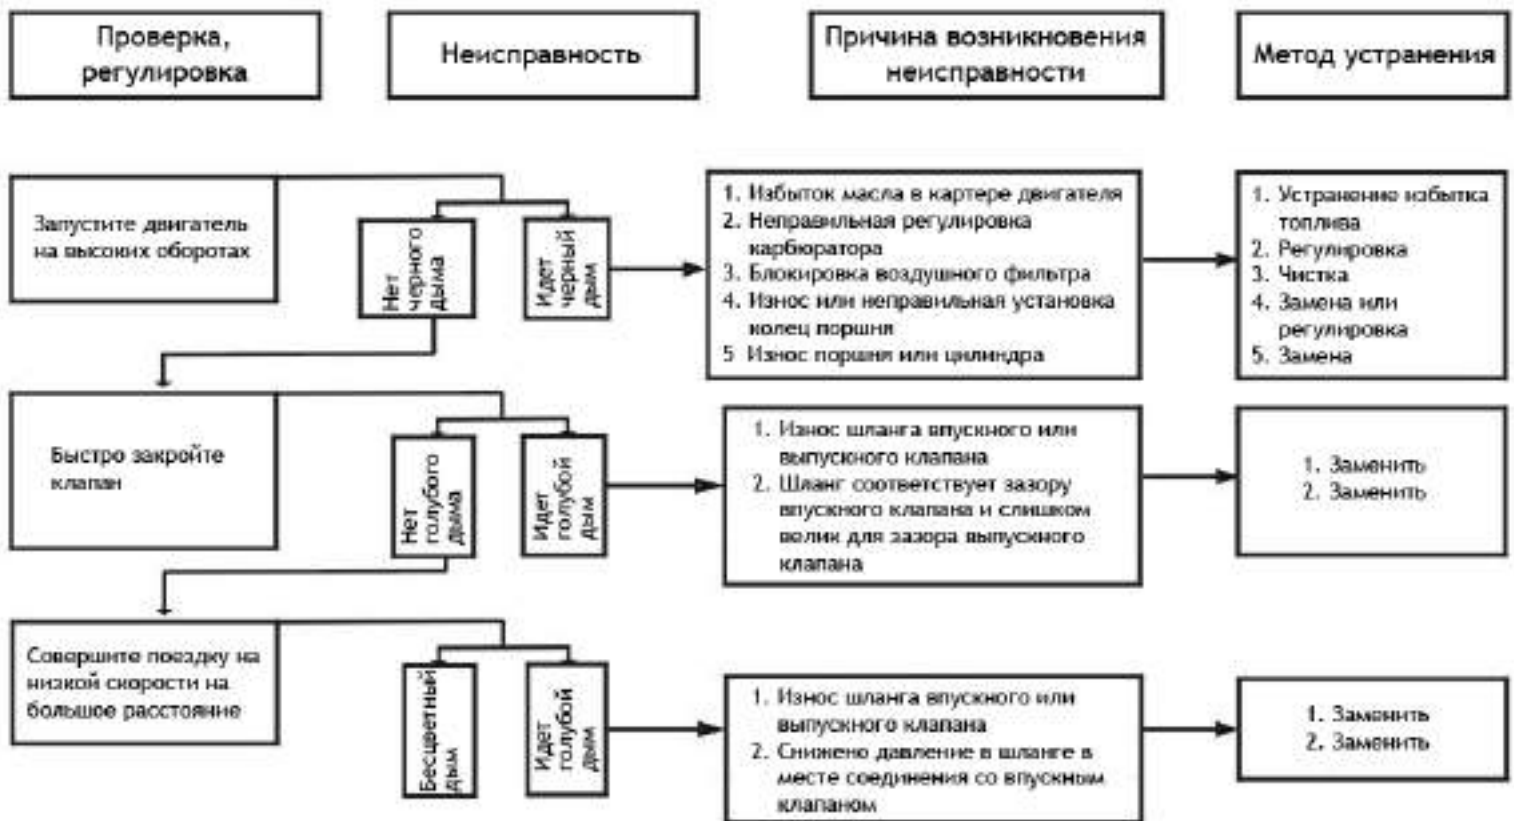 Проверка,
регулировка
Неисправность
Причина возникновения
неисправности
Метод устранения
Запустите двигатель
на высоких оборотах
Нет
черного
дыма
Идет
черный
дым
1. Избыток масла в картере двигателя
2. Неправильная регулировка
карбюратора
3. Блокировка воздушного фильтра
4. Износ или неправильная установка
колец поршня
5 Износ поршня или цилиндра
1. Устранение избытка
топлива
2. Регулировка
3. Чистка
4. Замена или
регулировка
5. Замена
Быстро закройте
клапан
Нет
голубого
дыма
Идет
голубой
дым
1. Износ шланга впускного или
выпускного клапана
2. Шланг соответствует зазору
впускного клапана и слишком
велик для зазора выпускного
клапана
1. Заменить
2. Заменить
Совершите поездку на
низкой скорости на
большое расстояние
Бесцветный
дым
Идет
голубой
дым
1. Износ шланга впускного или
выпускного клапана
2. Снижено давление в шланге в
месте соединения со впускным
клапаном
1. Заменить
2. Заменить